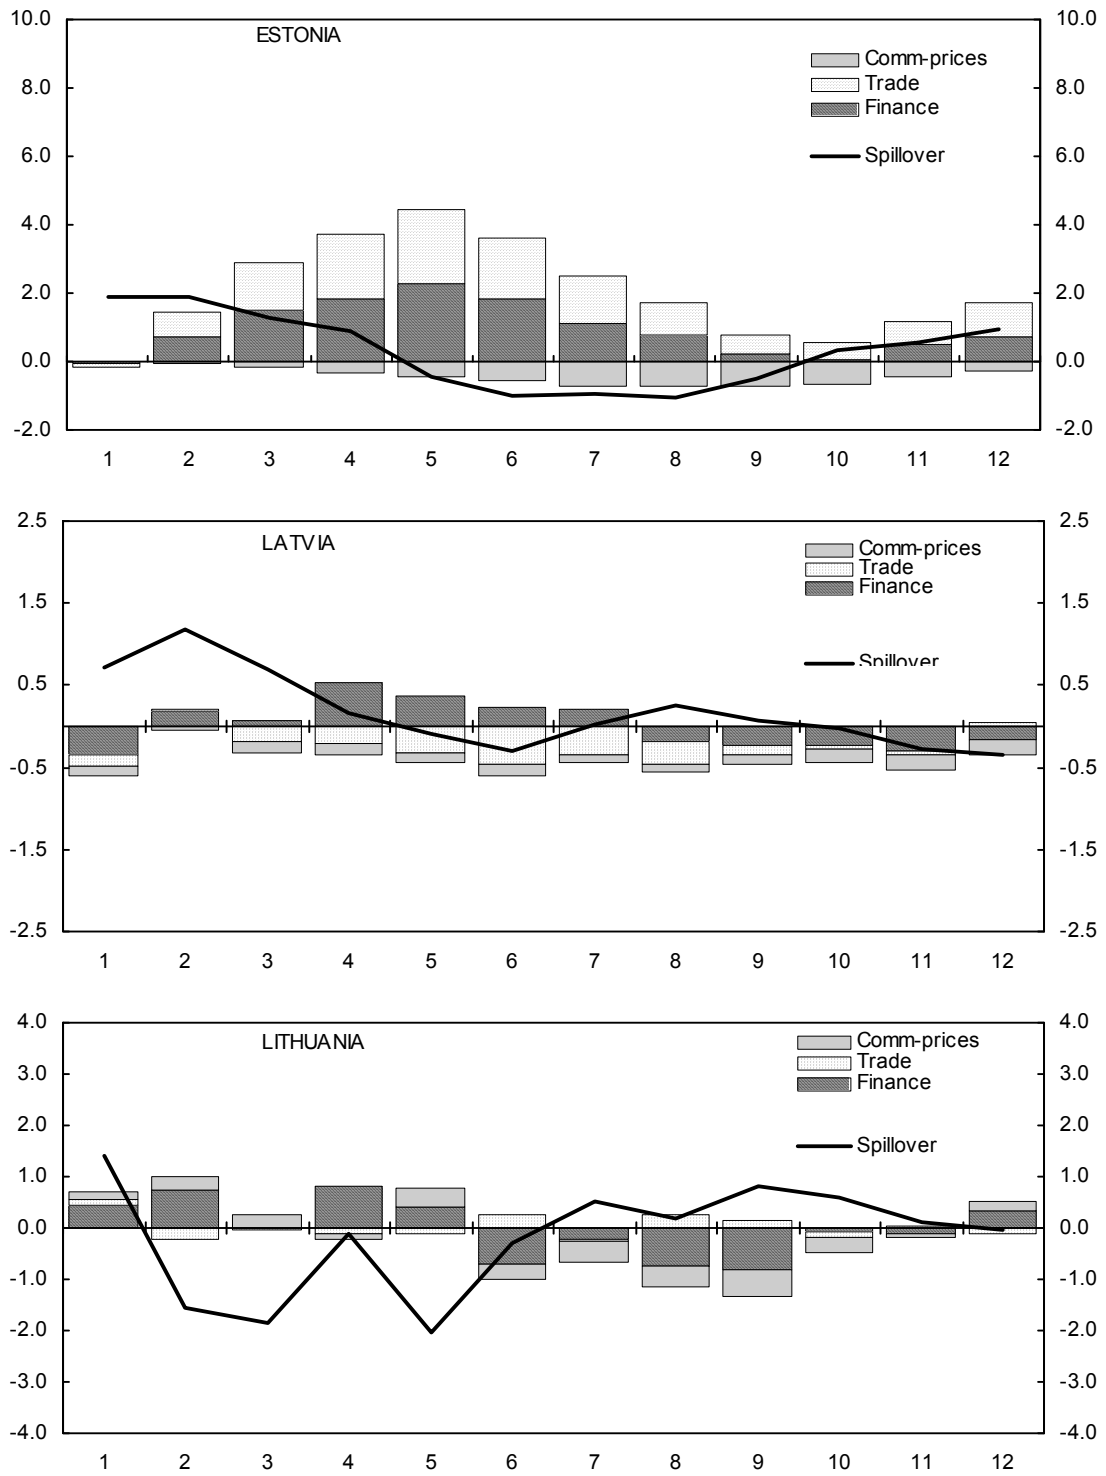 10.0 ESTONIA 10.0
Comm-prices
8.0 Trade 8.0
Finance
6.0 Spillover 6.0
4.0 4.0
2.0 2.0
0.0 0.0
-2.0 -2.0
1 2 3 4 5 6 7 8 9 10 11 12
2.5 LATVIA 2.5
Comm-prices
Trade
Finance
1.5 1.5
Spillover
0.5 0.5
-0.5 -0.5
-1.5 -1.5
-2.5 -2.5
1 2 3 4 5 6 7 8 9 10 11 12
4.0 LITHUANIA 4.0
Comm-prices
Trade
3.0 Finance 3.0
2.0 2.0
Spillover
1.0 1.0
0.0 0.0
-1.0 -1.0
-2.0 -2.0
-3.0 -3.0
-4.0 -4.0
1 2 3 4 5 6 7 8 9 10 11 12